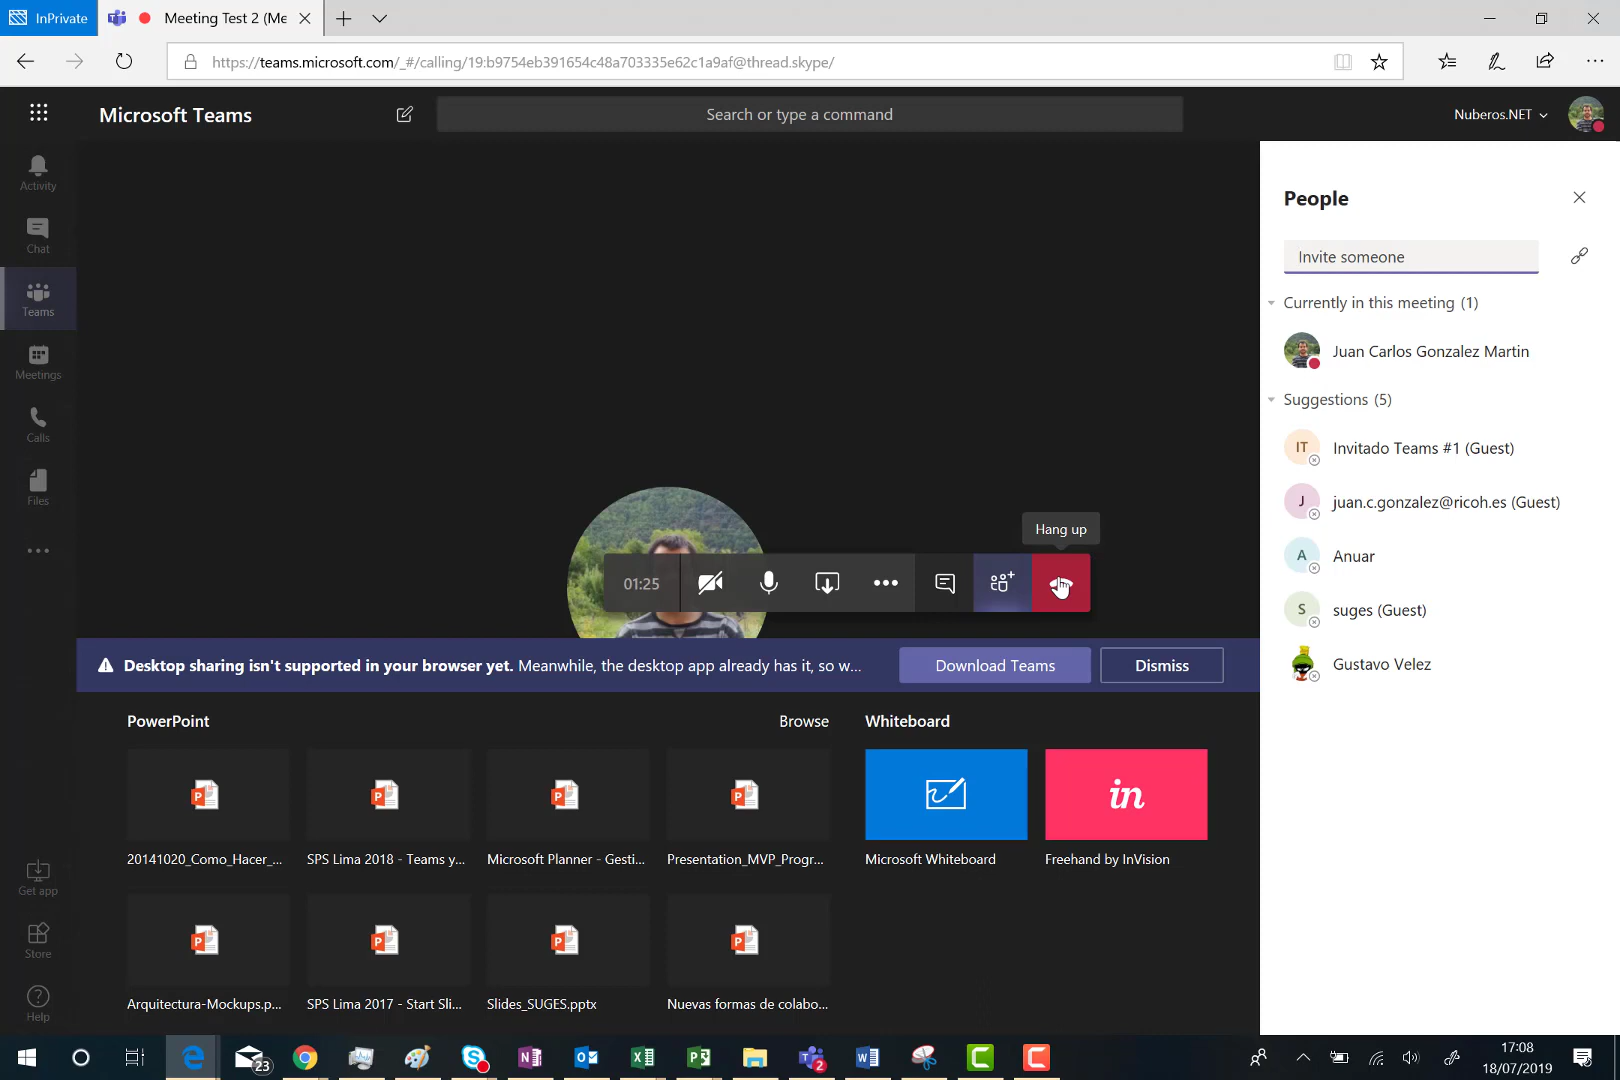 InPrivate
Meeting Test 2 (Me
https://teams.microsoft.com/_#/calling/19:b9754eb391654c48a703335e62c1a9af@thread.skype/
Microsoft Teams
Search or type a command
Nuberos.NET
Activity
Chat
Teams
Meetings
Calls
Files
Get app
Store
Help
Hang up
01:25
Desktop sharing isn't supported in your browser yet. Meanwhile, the desktop app already has it, so w...
Download Teams
Dismiss
PowerPoint
Browse
Whiteboard
in
20141020_Como_Hacer_...
SPS Lima 2018 - Teams y...
Microsoft Planner - Gesti...
Presentation_MVP_Progr...
Microsoft Whiteboard
Freehand by InVision
Arquitectura-Mockups.p...
SPS Lima 2017 - Start Sli...
Slides_SUGES.pptx
Nuevas formas de colabo...
People
Invite someone
Currently in this meeting (1)
Juan Carlos Gonzalez Martin
Suggestions (5)
IT
Invitado Teams #1 (Guest)
J
juan.c.gonzalez@ricoh.es (Guest)
A
Anuar
S
suges (Guest)
Gustavo Velez
23
2
17:08
18/07/2019